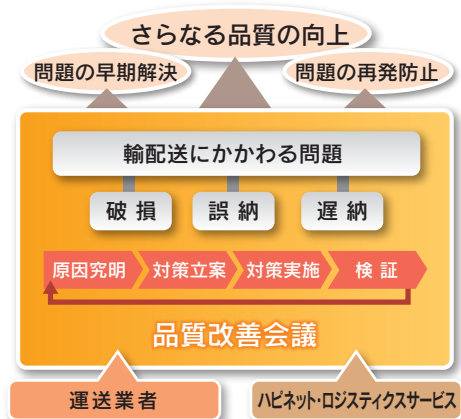 さらなる品質の向上
問題の早期解決
問題の再発防止
輸配送にかかわる問題
破損
誤納
遅納
原因究明
対策立案
対策実施
検証
品質改善会議
運送業者
ハピネット・ロジスティクスサービス